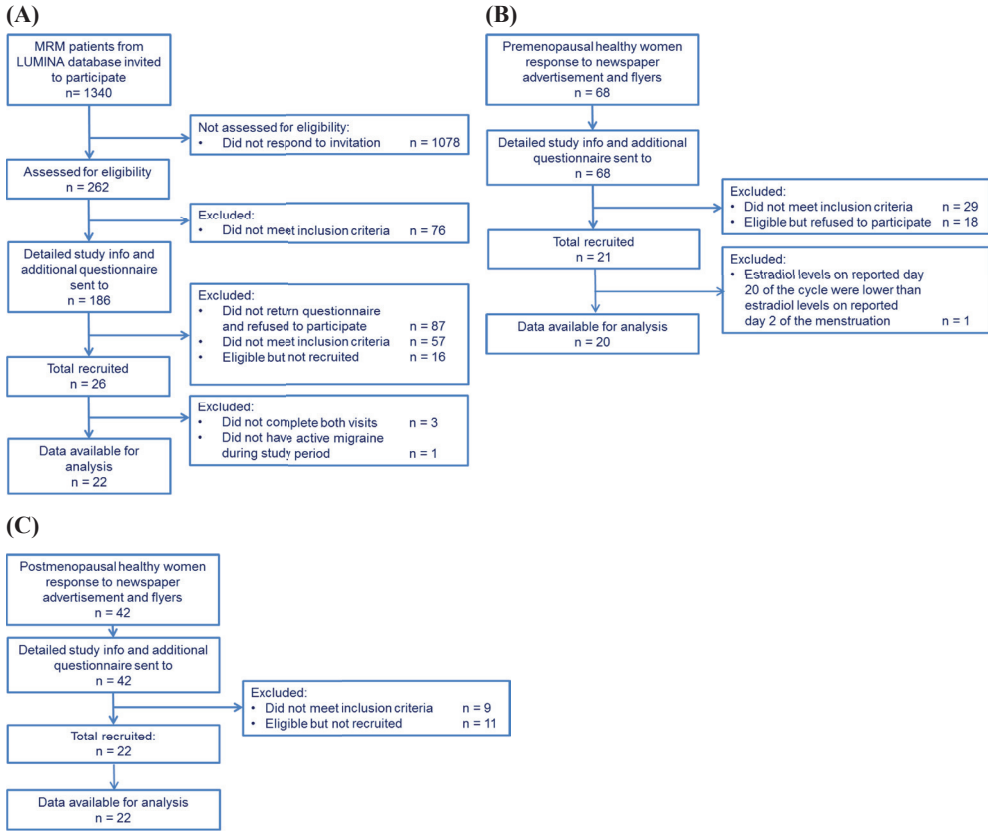 (A)
MRM patients from
LUMINA database invited
to participate
n= 1340
Not assessed for eligibility:
• Did not respond to invitation n = 1078
Assessed for eligibility
n = 262
Excluded:
• Did not meet inclusion criteria n = 76
Detailed study info and
additional questionnaire
sent to
n = 186
Excluded:
• Did not return questionnaire
and refused to participate n = 87
• Did not meet inclusion criteria n = 57
• Eligible but not recruited n = 16
Total recruited
n = 26
Excluded:
• Did not complete both visits n = 3
• Did not have active migraine
during study period n = 1
Data available for
analysis
n = 22
(B)
Premenopausal healthy women
response to newspaper
advertisement and flyers
n = 68
Detailed study info and additional
questionnaire sent to
n = 68
Excluded:
• Did not meet inclusion criteria n = 29
• Eligible but refused to participate n = 18
Total recruited
n = 21
Excluded:
• Estradiol levels on reported day
20 of the cycle were lower than
estradiol levels on reported
day 2 of the menstruation n = 1
Data available for analysis
n = 20
(C)
Postmenopausal healthy women
response to newspaper
advertisement and flyers
n = 42
Detailed study info and additional
questionnaire sent to
n = 42
Excluded:
• Did not meet inclusion criteria n = 9
• Eligible but not recruited n = 11
Total recruited:
n = 22
Data available for analysis
n = 22